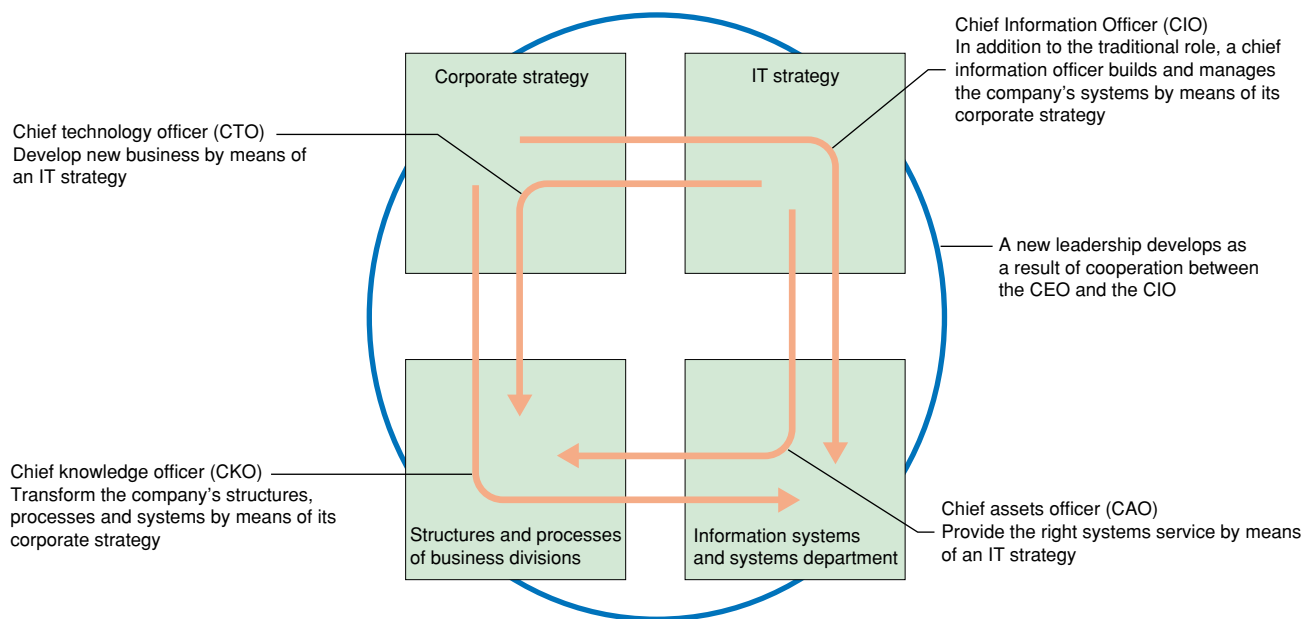 Chief Information Officer (CIO)
In addition to the traditional role, a chief
information officer builds and manages
the company's systems by means of its
corporate strategy
Corporate strategy
IT strategy
Chief technology officer (CTO)
Develop new business by means of
an IT strategy
A new leadership develops as
a result of cooperation between
the CEO and the CIO
Chief knowledge officer (CKO)
Transform the company's structures,
processes and systems by means of its
corporate strategy
Structures and processes
of business divisions
Information systems
and systems department
Chief assets officer (CAO)
Provide the right systems service by means
of an IT strategy